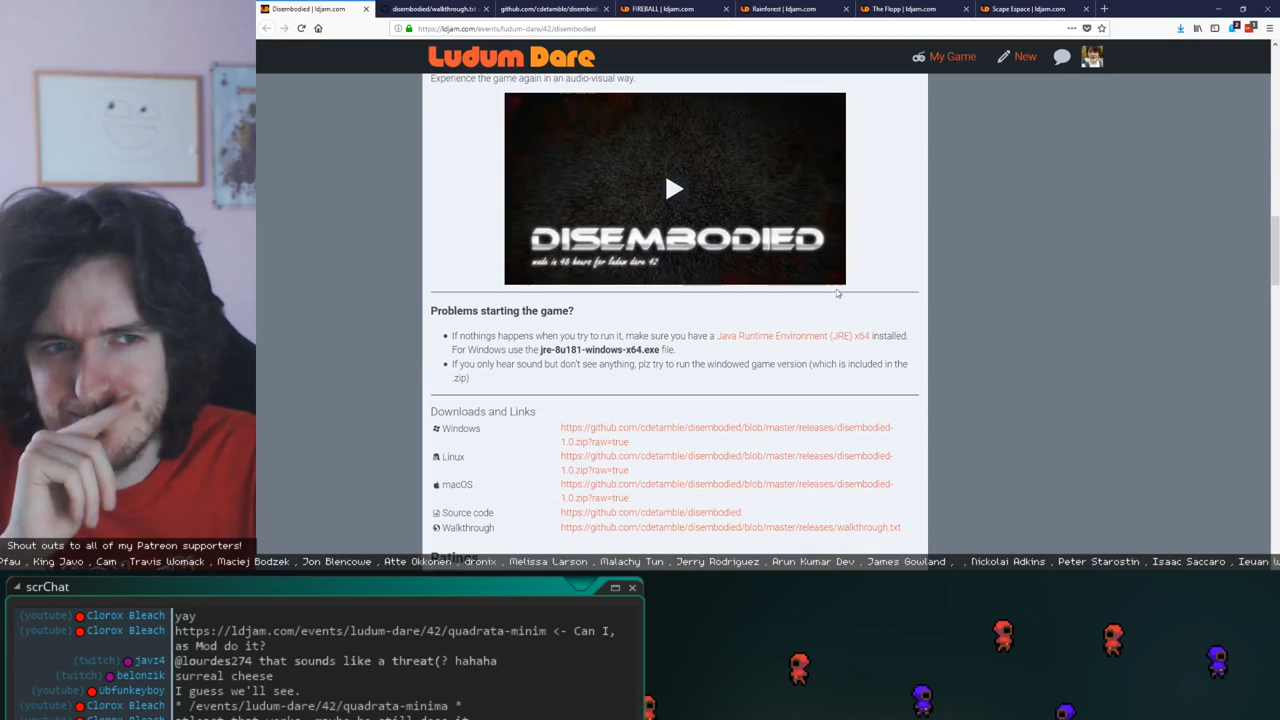 Disembodied | ldjam.com
disembodied/walkthrough.txt
github.com/cdetamble/disembod
FIREBALL | ldjam.com
Rainforest | ldjam.com
The Flopp | ldjam.com
Scape Espace | ldjam.com
https://ldjam.com/events/ludum-dare/42/disembodied
LUDUM DARE
My Game
New
Experience the game again in an audio-visual way.
DISEMBODIED
made in 48 hours for ludum dare 42
Problems starting the game?
If nothings happens when you try to run it, make sure you have a Java Runtime Environment (JRE) x64 installed.
For Windows use the jre-8u181-windows-x64.exe file.
If you only hear sound but don't see anything, plz try to run the windowed game version (which is included in the
.zip)
Downloads and Links
Windows https://github.com/cdetamble/disembodied/blob/master/releases/disembodied-
1.0.zip?raw=true
Linux https://github.com/cdetamble/disembodied/blob/master/releases/disembodied-
1.0.zip?raw=true
macOS https://github.com/cdetamble/disembodied/blob/master/releases/disembodied-
1.0.zip?raw=true
Source code https://github.com/cdetamble/disembodied
Walkthrough https://github.com/cdetamble/disembodied/blob/master/releases/walkthrough.txt
Ratings
Shout outs to all of my Patreon supporters!
Pfau , King Javo , Cam , Travis Womack , Maciej Bodzek , Jon Blencowe , Atte Okkonen , dronix , Melissa Larson , Malachy Tun , Jerry Rodriguez , Arun Kumar Dev , James Gowland , , Nickolai Adkins , Peter Starostin , Isaac Saccaro , Ieuan W
scrChat
(youtube) Clorox Bleach yay
(youtube) Clorox Bleach https://ldjam.com/events/ludum-dare/42/quadrata-minim <- Can I,
as Mod do it?
(twitch) javz4 @lourdes274 that sounds like a threat(? hahaha
(twitch) belonzik surreal cheese
(youtube) Ubfunkeyboy I guess we'll see.
(youtube) Clorox Bleach * /events/ludum-dare/42/quadrata-minima *